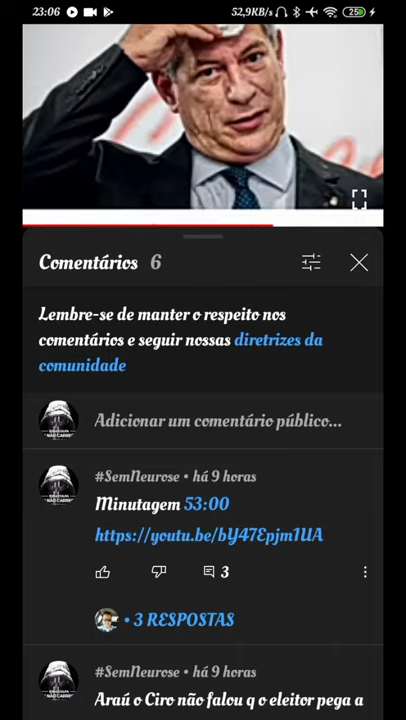 23:06
52,9KB/s
25
Comentários 6
Lembre-se de manter o respeito nos
comentários e seguir nossas diretrizes da
comunidade
Adicionar um comentário público...
#SemNeurose • há 9 horas
Minutagem 53:00
https://youtu.be/bY47Epjm1UA
3
• 3 RESPOSTAS
#SemNeurose • há 9 horas
Araú o Ciro não falou q o eleitor pega a